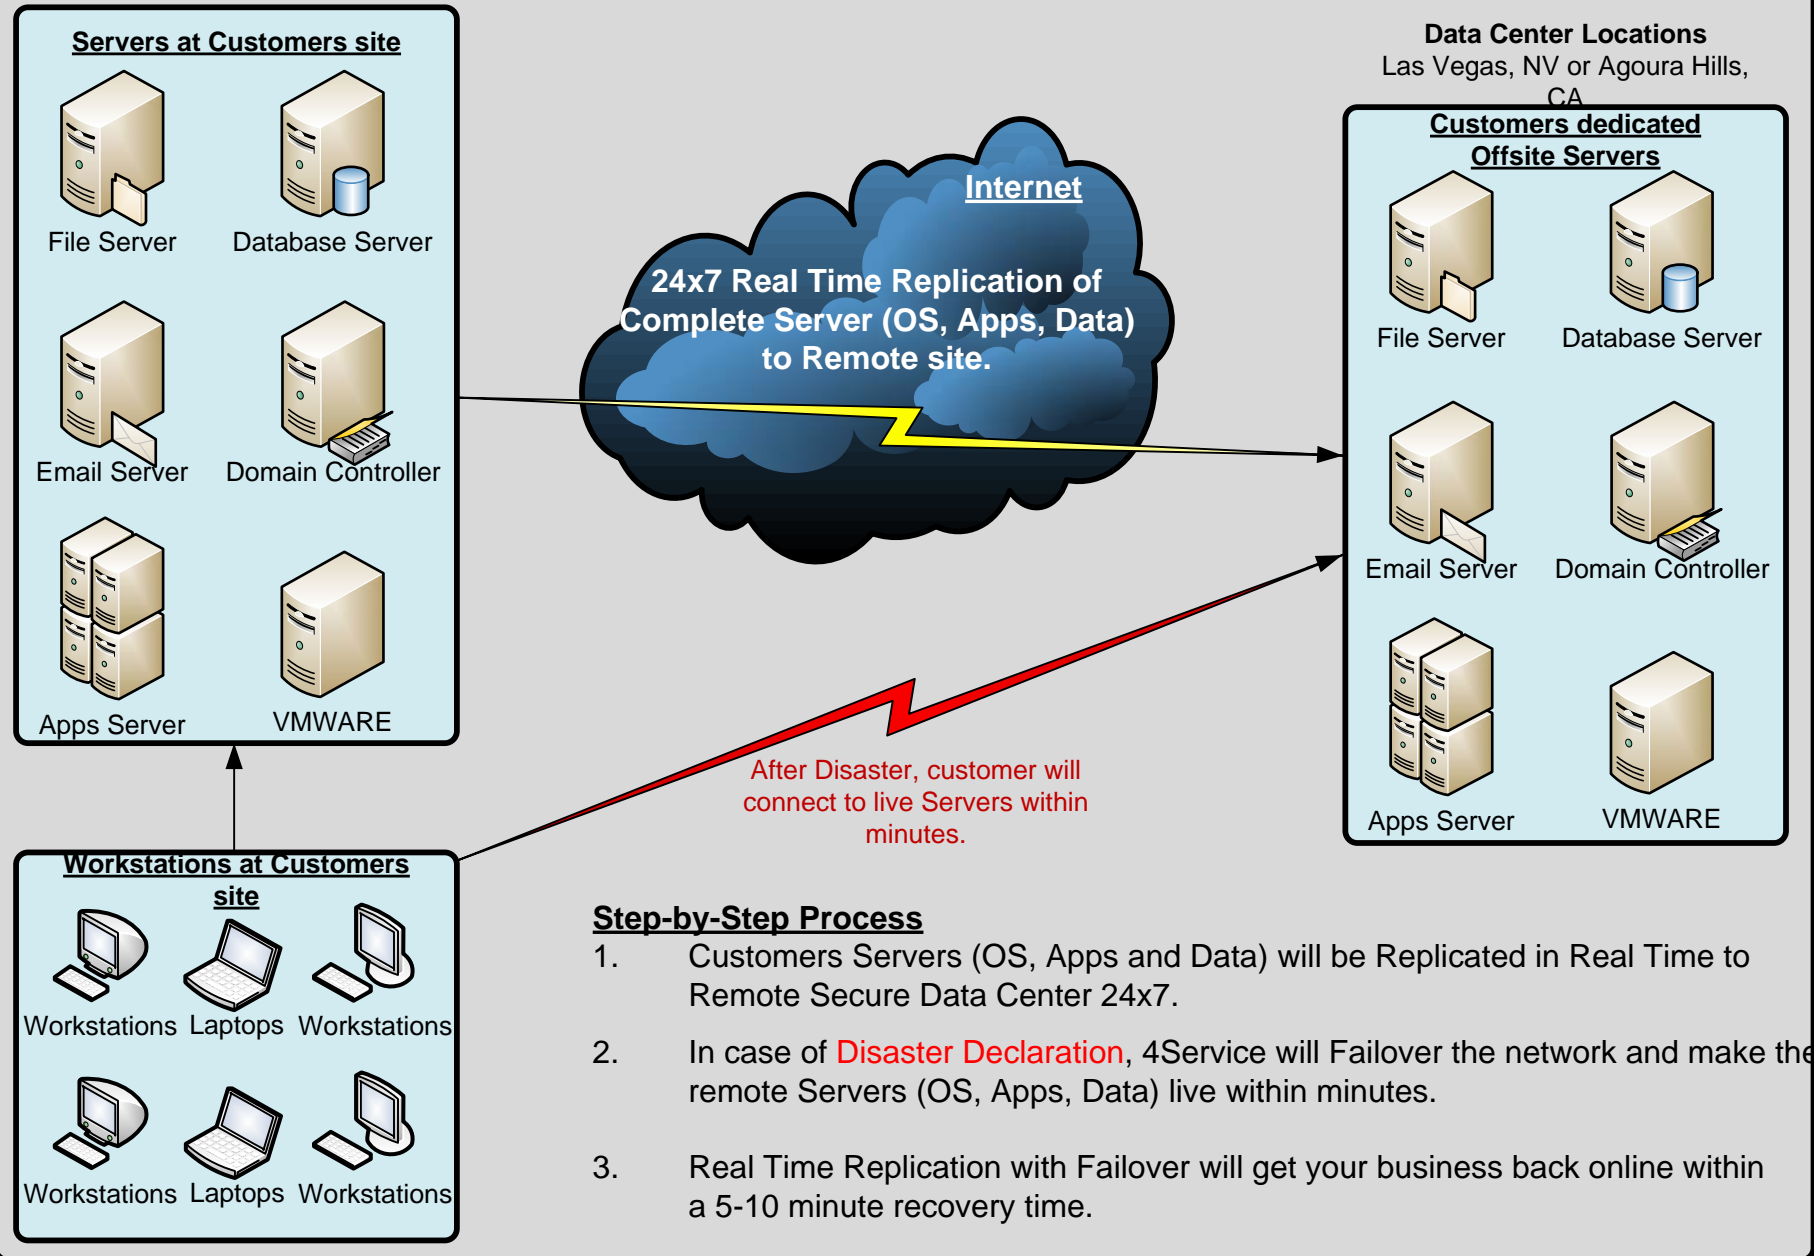 Servers at Customers site
File Server
Database Server
Email Server
Domain Controller
Apps Server
VMWARE
Workstations at Customers
site
Workstations
Laptops
Workstations
Workstations
Laptops
Workstations
Internet
24x7 Real Time Replication of
Complete Server (OS, Apps, Data)
to Remote site.
After Disaster, customer will
connect to live Servers within
minutes.
Data Center Locations
Las Vegas, NV or Agoura Hills,
CA
Customers dedicated
Offsite Servers
File Server
Database Server
Email Server
Domain Controller
Apps Server
VMWARE
Step-by-Step Process
1. Customers Servers (OS, Apps and Data) will be Replicated in Real Time to
Remote Secure Data Center 24x7.
2. In case of Disaster Declaration, 4Service will Failover the network and make the
remote Servers (OS, Apps, Data) live within minutes.
3. Real Time Replication with Failover will get your business back online within
a 5-10 minute recovery time.